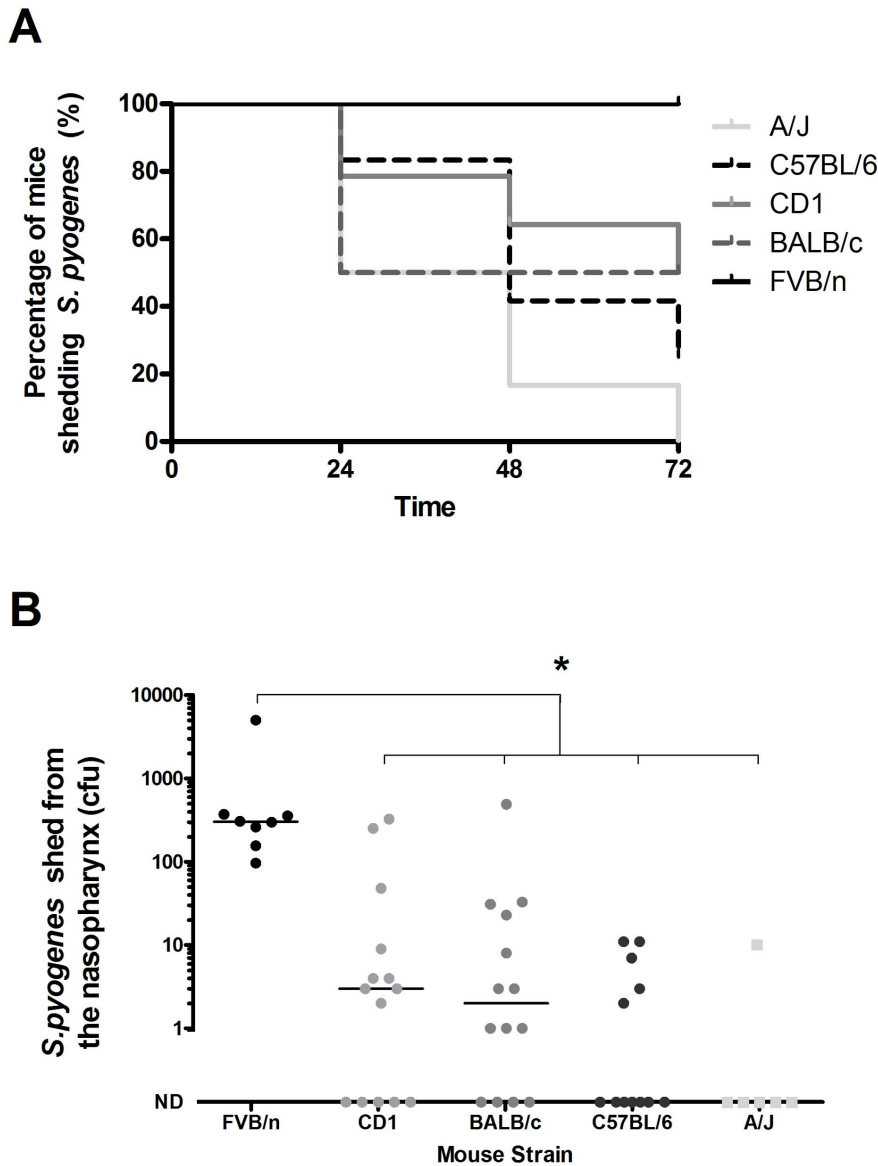 A
Percentage of mice
shedding S. pyogenes (%)
100
80
60
40
20
0
0
24
48
72
Time
A/J
C57BL/6
CD1
BALB/c
FVB/n
B
*
S.pyogenes shed from
the nasopharynx (cfu)
10000
1000
100
10
1
ND
FVB/n
CD1
BALB/c
C57BL/6
A/J
Mouse Strain